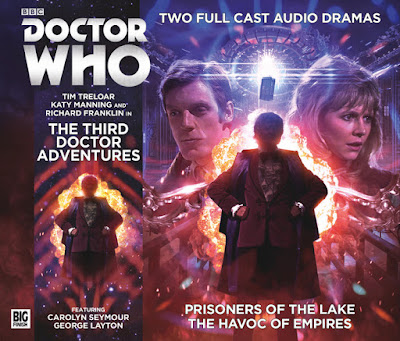 BBC
DOCTOR
WHO
TIM TRELOAR
KATY MANNING AND
RICHARD FRANKLIN IN
THE THIRD
DOCTOR
ADVENTURES
FEATURING
CAROLYN SEYMOUR
GEORGE LAYTON
BIG
FINISH
TWO FULL CAST AUDIO DRAMAS
PRISONERS OF THE LAKE
THE HAVOC OF EMPIRES